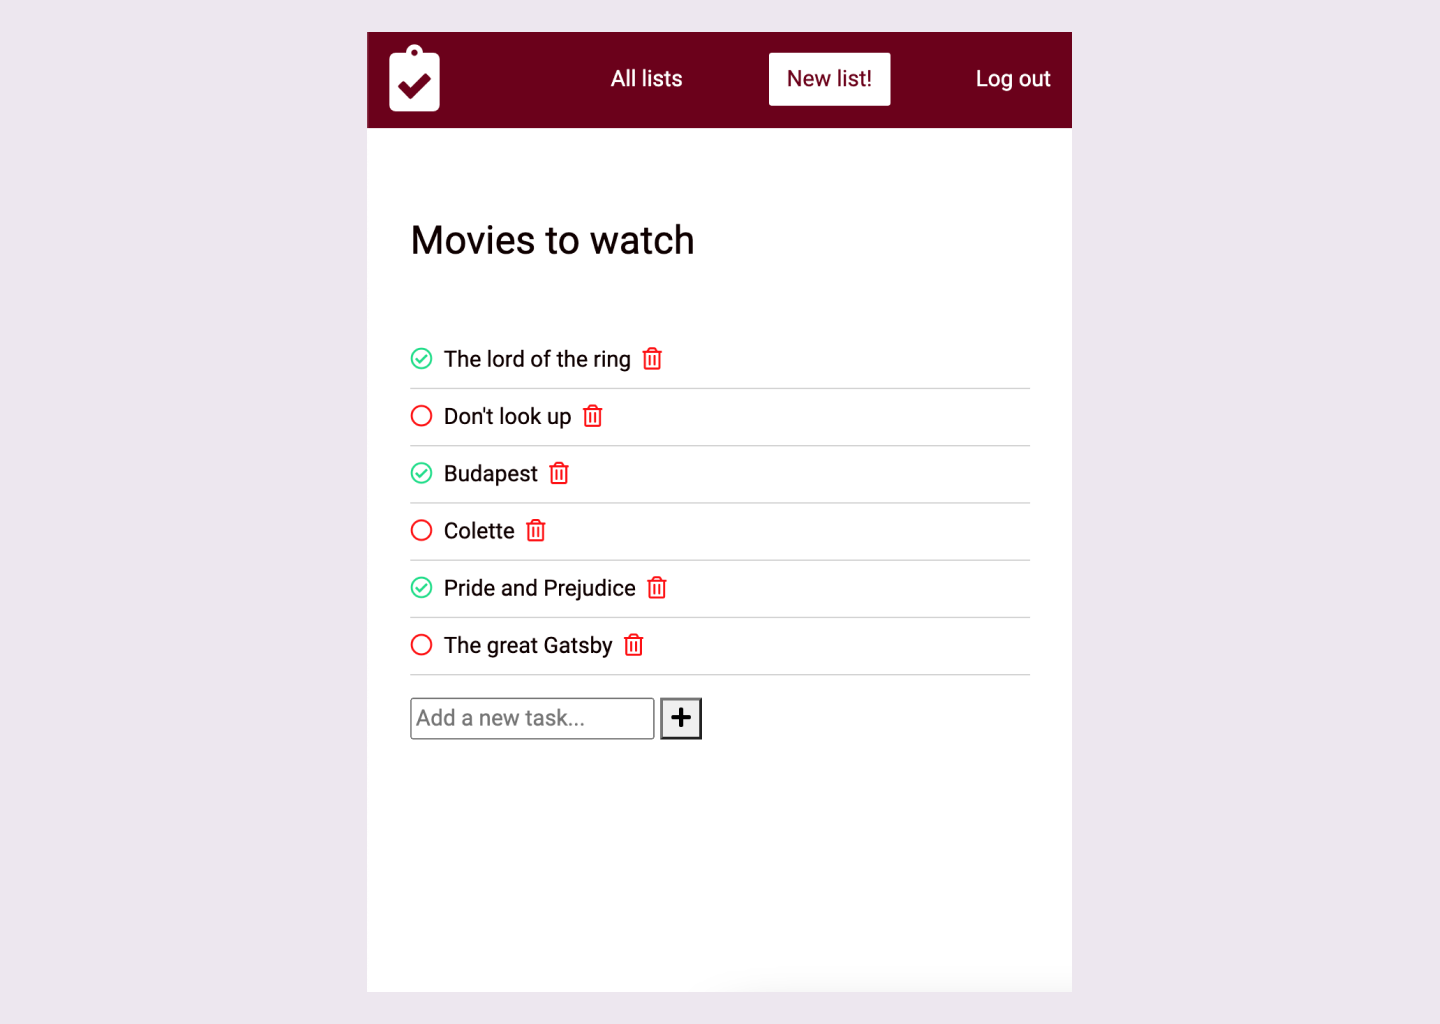 All lists
New list!
Log out
Movies to watch
The lord of the ring
Don't look up
Budapest
Colette
Pride and Prejudice
The great Gatsby
Add a new task...